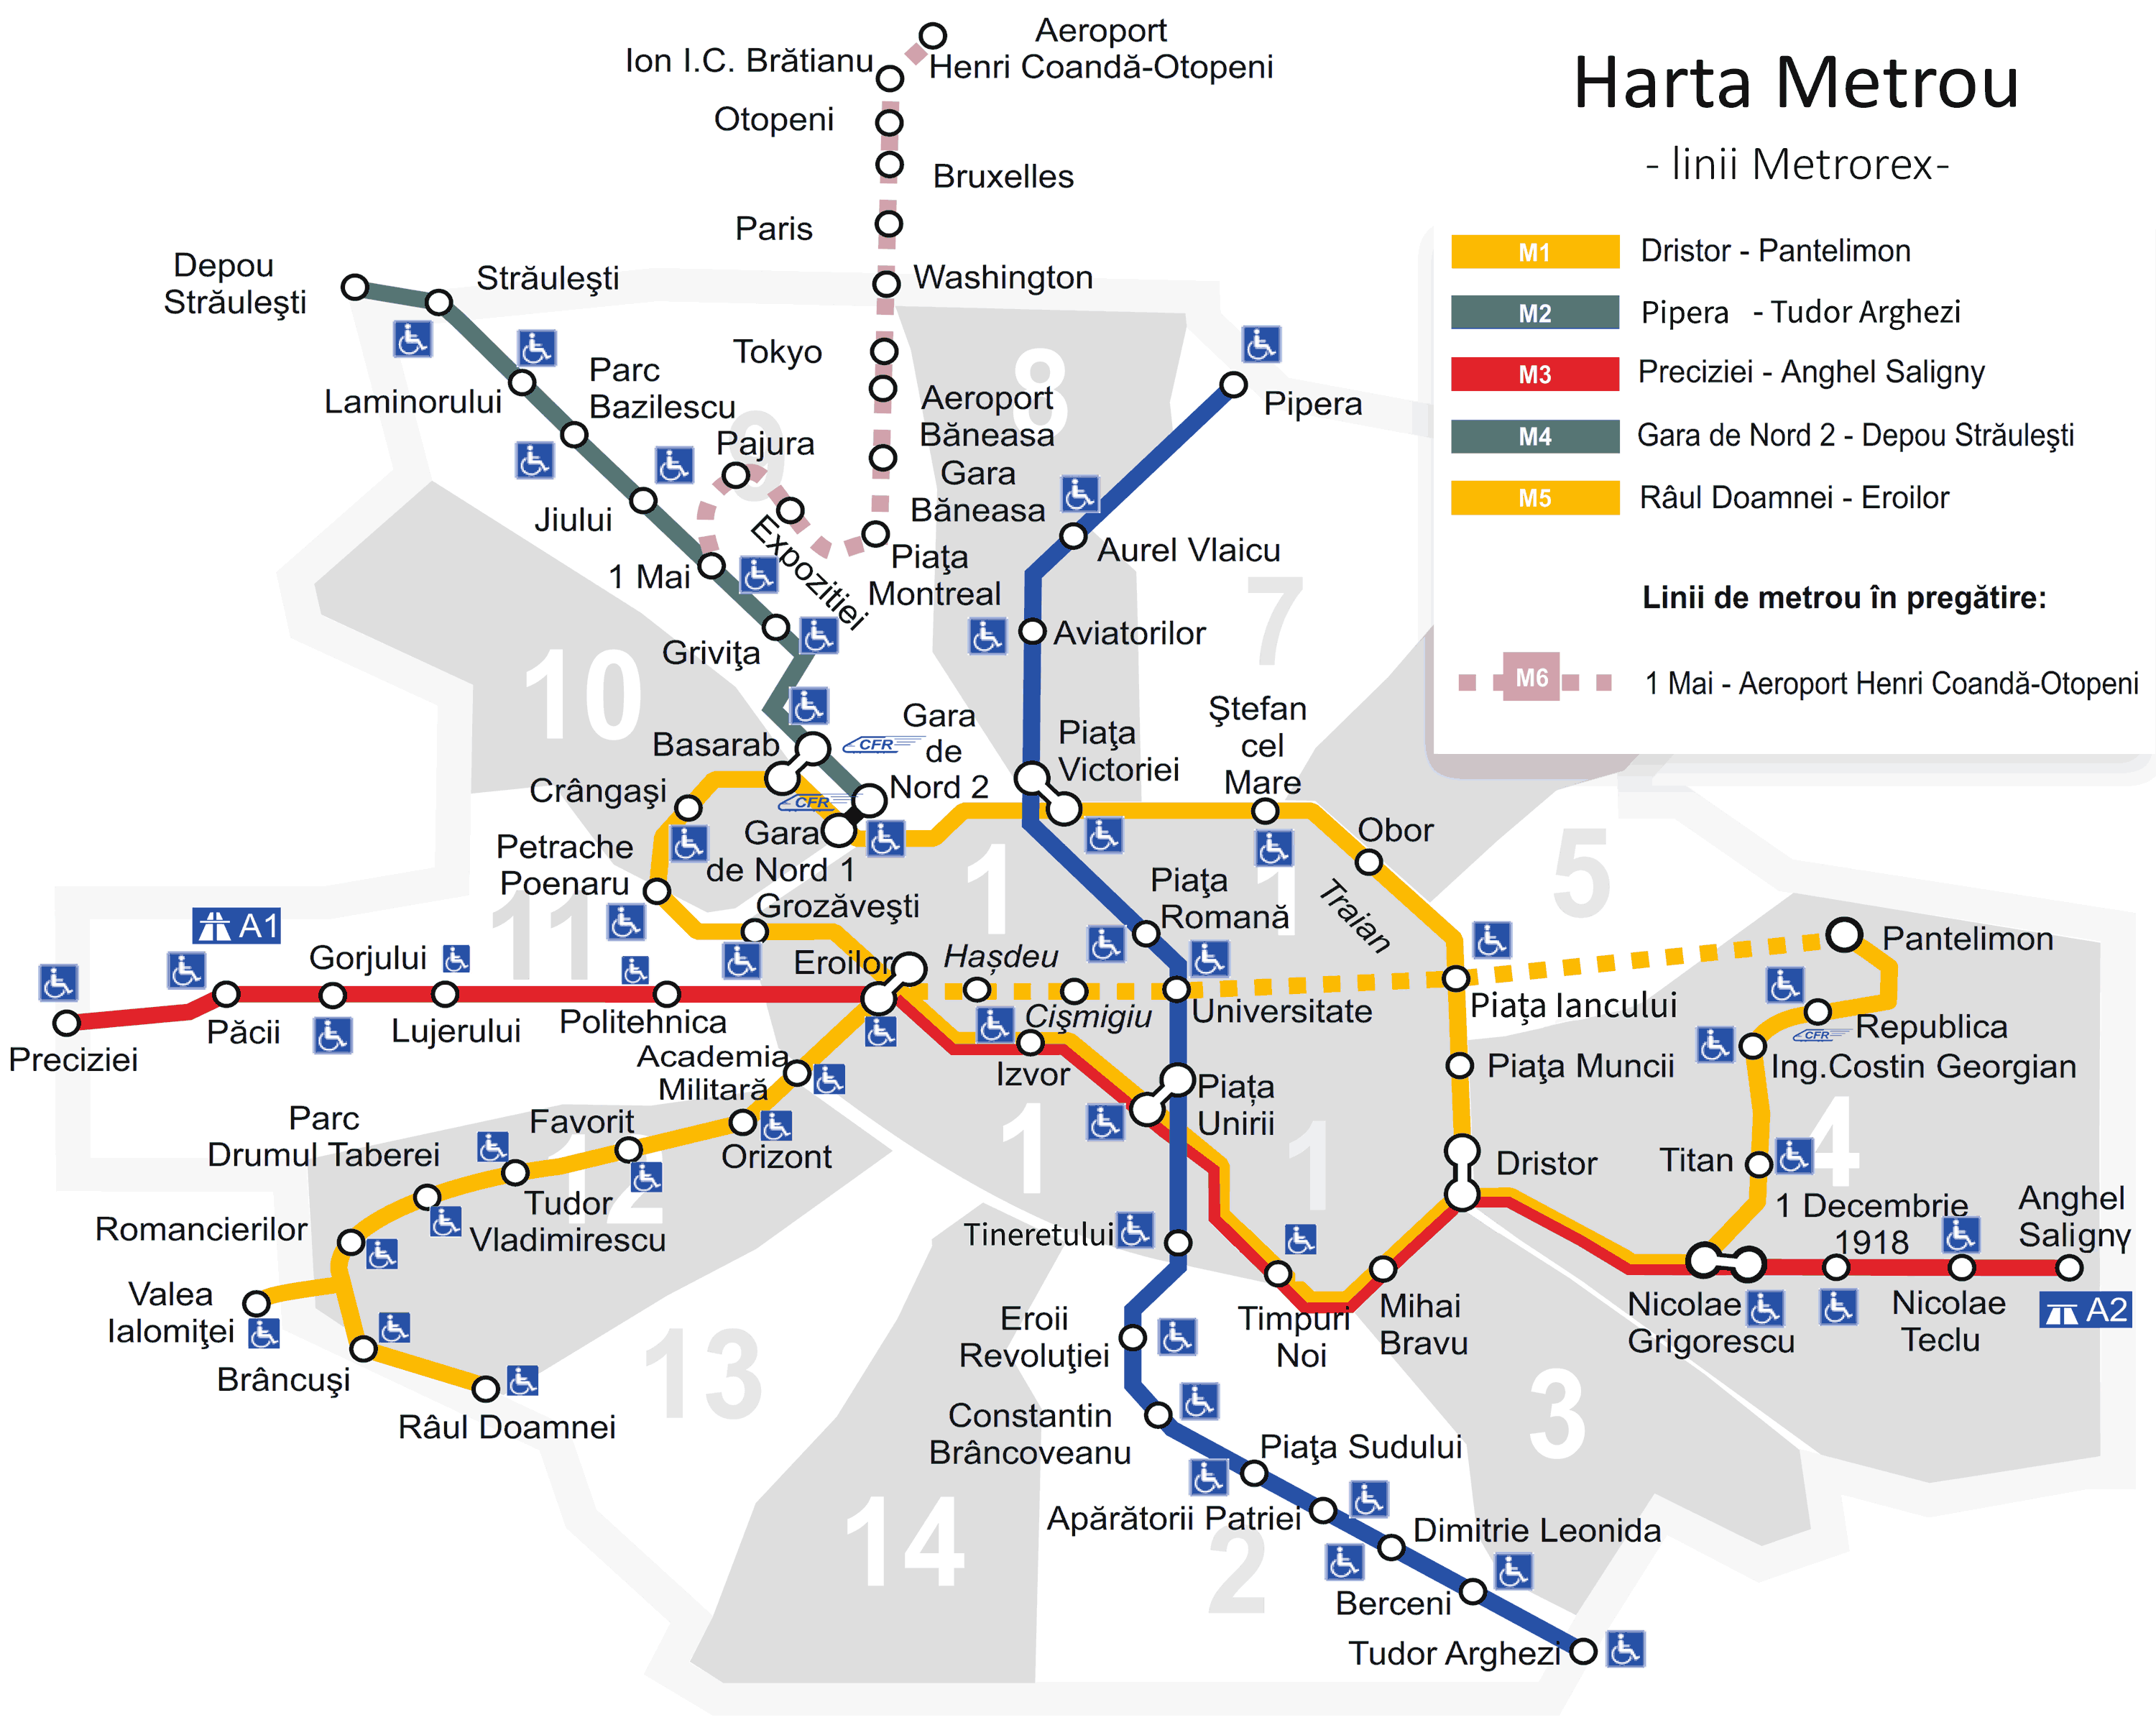 Aeroport
Henri Coandă-Otopeni
Ion I.C. Brătianu
Otopeni
Bruxelles
Paris
Washington
Tokyo
Aeroport
Băneasa
Gara
Băneasa
Piaţa
Montreal
Expozitiei
Pajura
Harta Metrou
- linii Metrorex-
M1 Dristor - Pantelimon
M2 Pipera - Tudor Arghezi
M3 Preciziei - Anghel Saligny
M4 Gara de Nord 2 - Depou Străuleşti
M5 Râul Doamnei - Eroilor
Linii de metrou în pregătire:
M6 1 Mai - Aeroport Henri Coandă-Otopeni
Depou
Străuleşti
Străuleşti
Laminorului
Parc
Bazilescu
Jiului
1 Mai
Griviţa
Basarab
CFR
Gara
de
Nord 2
CFR
Gara
de Nord 1
Crângaşi
Petrache
Poenaru
Grozăveşti
Eroilor
Pipera
Aurel Vlaicu
Aviatorilor
Piaţa
Victoriei
Ştefan
cel
Mare
Obor
Traian
Piaţa
Romană
Universitate
Haşdeu
Cişmigiu
Izvor
Piaţa
Unirii
Piaţa Iancului
Piaţa Muncii
Dristor
Pantelimon
Republica
CFR
Ing.Costin Georgian
Titan
1 Decembrie
1918
Anghel
Saligny
A2
Nicolae
Grigorescu
Nicolae
Teclu
A1
Preciziei
Păcii
Gorjului
Lujerului
Politehnica
Academia
Militară
Orizont
Favorit
Tudor
Vladimirescu
Parc
Drumul Taberei
Romancierilor
Valea
Ialomiţei
Brâncuşi
Râul Doamnei
Tineretului
Timpuri
Noi
Mihai
Bravu
Eroii
Revoluţiei
Constantin
Brâncoveanu
Piaţa Sudului
Apărătorii Patriei
Dimitrie Leonida
Berceni
Tudor Arghezi
8
9
7
10
11
1
1
5
4
12
1
1
13
14
2
3